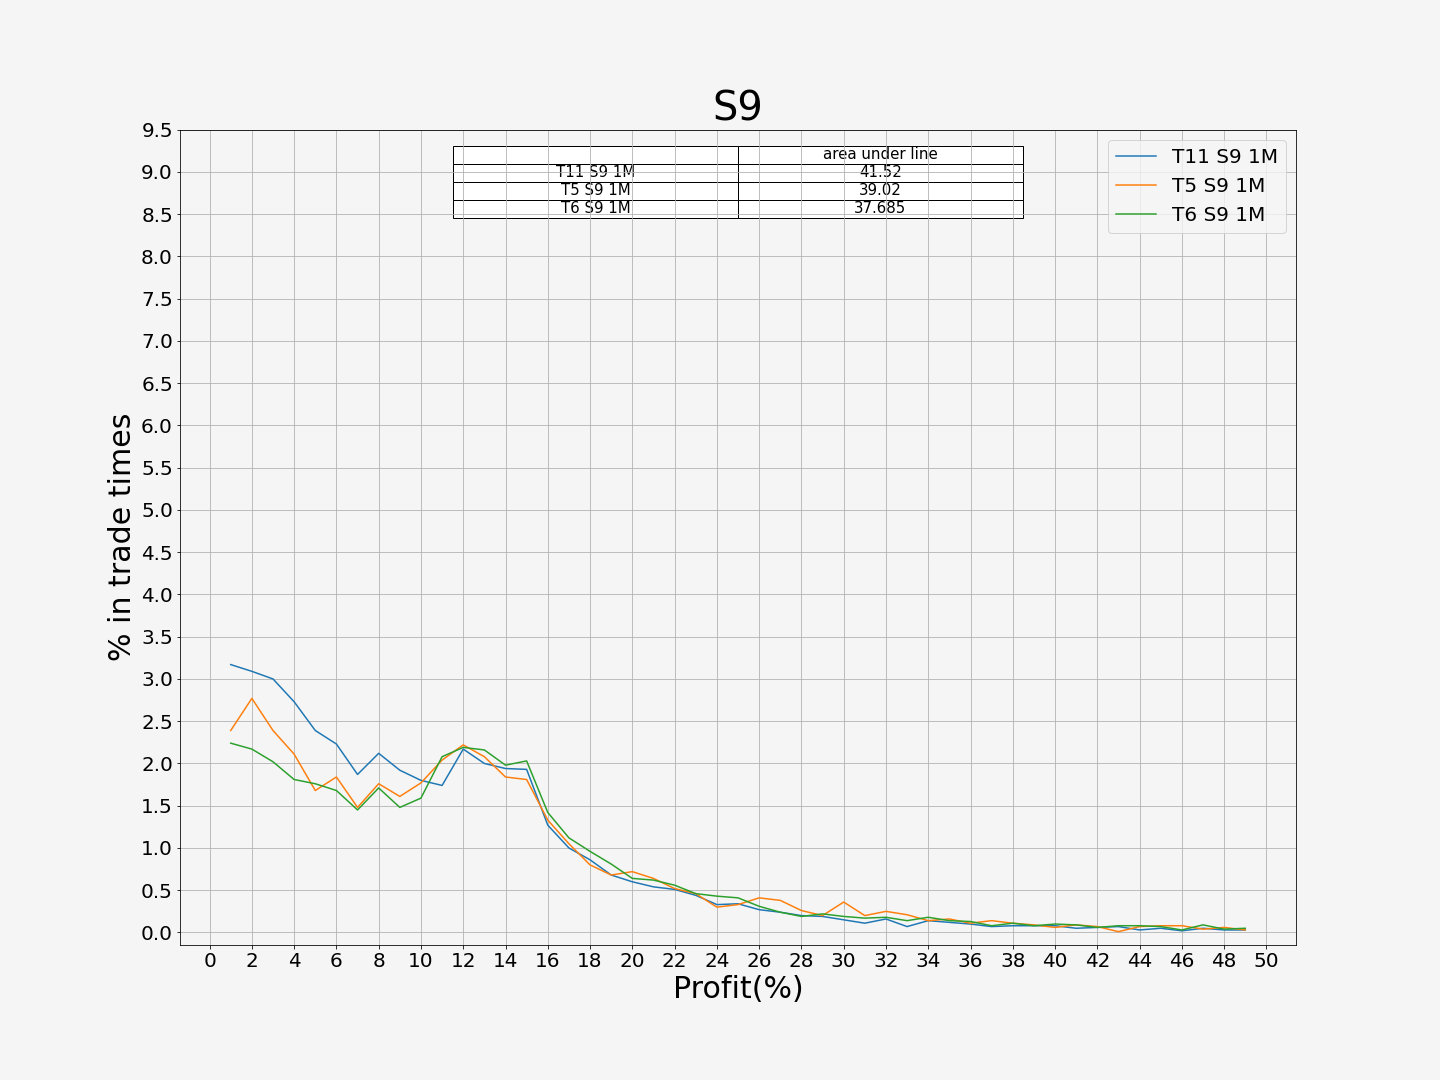 S9
area under line
T11 S9 1M 41.52
T5 S9 1M 39.02
T6 S9 1M 37.685
T11 S9 1M
T5 S9 1M
T6 S9 1M
9.5
9.0
8.5
8.0
7.5
7.0
6.5
6.0
5.5
5.0
4.5
4.0
3.5
3.0
2.5
2.0
1.5
1.0
0.5
0.0
% in trade times
0 2 4 6 8 10 12 14 16 18 20 22 24 26 28 30 32 34 36 38 40 42 44 46 48 50
Profit(%)